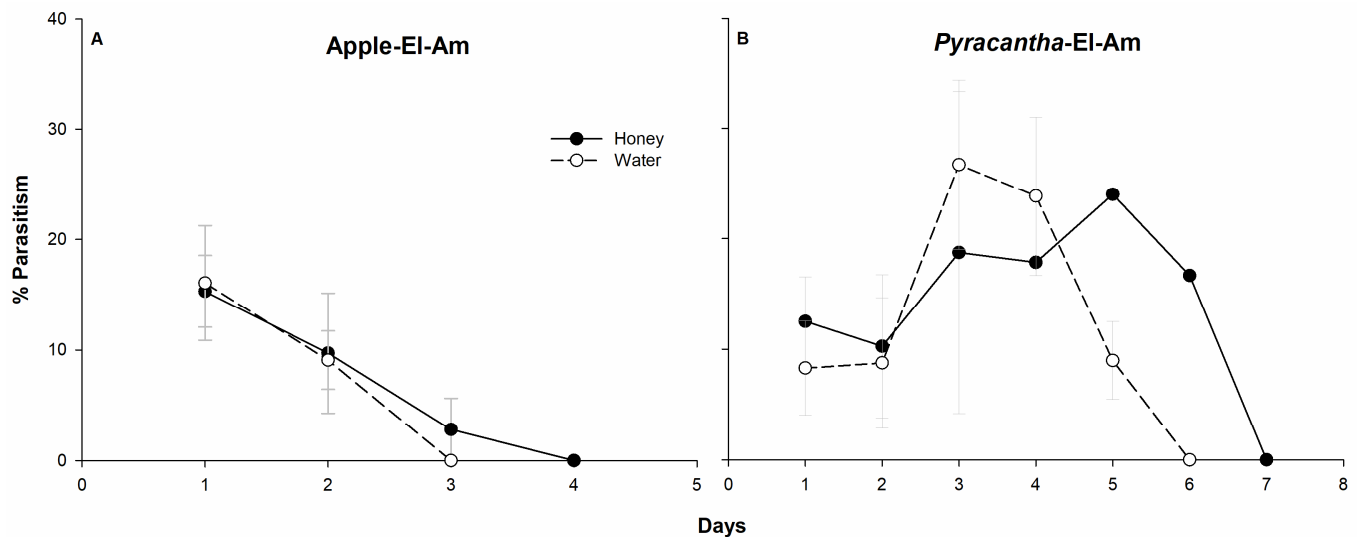 A
Apple-El-Am
B
Pyracantha-El-Am
Honey
Water
% Parasitism
40
30
20
10
0
0 1 2 3 4 5
0 1 2 3 4 5 6 7 8
Days